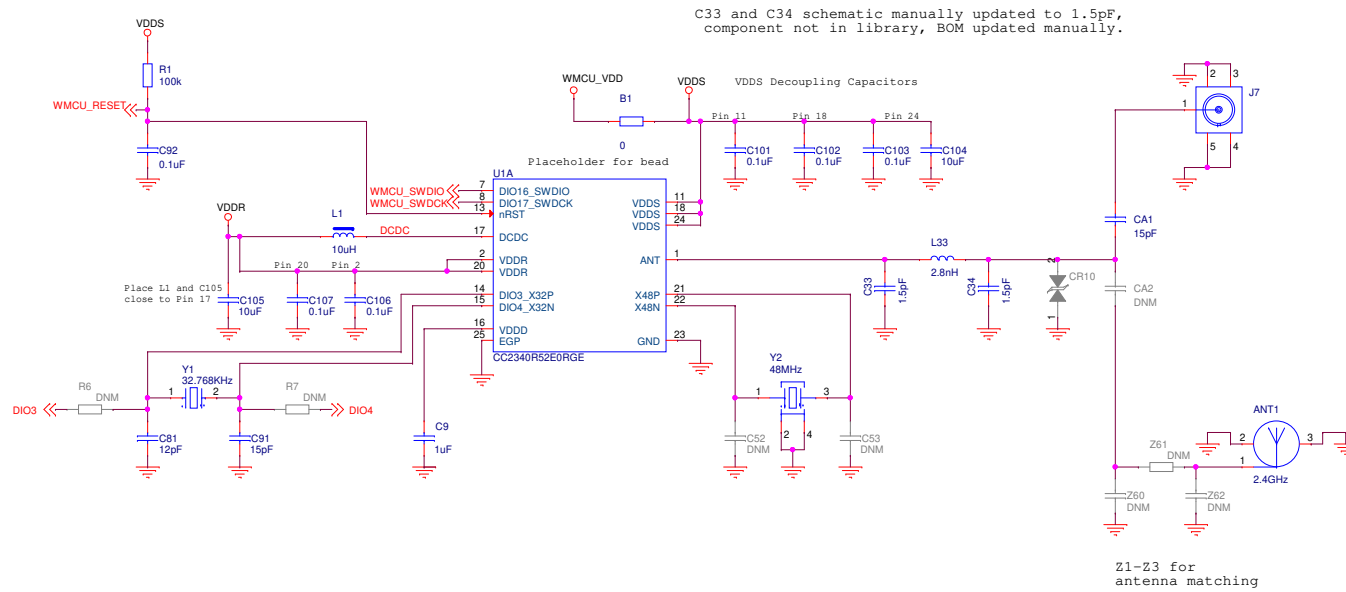 C33 and C34 schematic manually updated to 1.5pF,
component not in library, BOM updated manually.
VDDS
R1
100k
WMCU_RESET
C92
0.1uF
WMCU_VDD
B1
0
VDDS
VDDS Decoupling Capacitors
Pin 11
Pin 18
Pin 24
C101
0.1uF
C102
0.1uF
C103
0.1uF
C104
10uF
Placeholder for bead
J7
1
2
3
5
4
U1A
WMCU_SWDIO
7
DIO16_SWDIO
WMCU_SWDCK
8
DIO17_SWDCK
13
nRST
17
DCDC
2
VDDR
20
VDDR
14
DIO3_X32P
15
DIO4_X32N
16
VDDD
25
EGP
VDDS
11
VDDS
18
VDDS
24
ANT
1
X48P
21
X48N
22
GND
23
CC2340R52E0RGE
VDDR
L1
10uH
DCDC
Pin 20
Pin 2
Place L1 and C105
close to Pin 17
C105
10uF
C107
0.1uF
C106
0.1uF
L33
2.8nH
C33
1.5pF
C34
1.5pF
2
CR10
1
CA1
15pF
CA2
DNM
R6
DNM
DIO3
Y1
32.768KHz
1
2
R7
DNM
DIO4
C81
12pF
C91
15pF
C9
1uF
Y2
48MHz
1
3
2
4
C52
DNM
C53
DNM
ANT1
2
3
1
2.4GHz
Z61
DNM
Z60
DNM
Z62
DNM
Z1-Z3 for
antenna matching